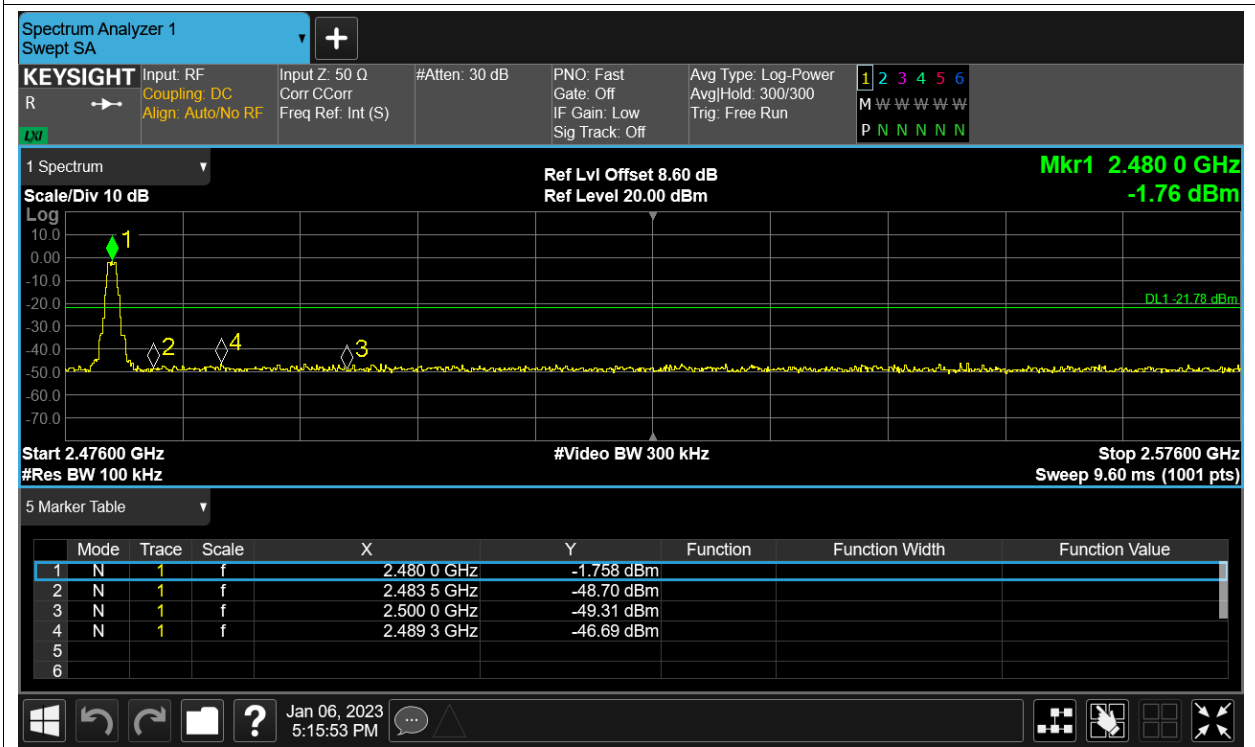 Spectrum Analyzer 1
Swept SA
KEYSIGHT
R
LXI
Input: RF
Coupling: DC
Align: Auto/No RF
Input Z: 50 Ω
Corr CCorr
Freq Ref: Int (S)
#Atten: 30 dB
PNO: Fast
Gate: Off
IF Gain: Low
Sig Track: Off
Avg Type: Log-Power
Avg|Hold: 300/300
Trig: Free Run
1 2 3 4 5 6
M W W W W W
P N N N N N
1 Spectrum
Scale/Div 10 dB
Ref Lvl Offset 8.60 dB
Ref Level 20.00 dBm
Mkr1 2.480 0 GHz
-1.76 dBm
Log
10.0
0.00
-10.0
-20.0
-30.0
-40.0
-50.0
-60.0
-70.0
1
2
4
3
DL1 -21.78 dBm
Start 2.47600 GHz
#Res BW 100 kHz
#Video BW 300 kHz
Stop 2.57600 GHz
Sweep 9.60 ms (1001 pts)
5 Marker Table
Mode Trace Scale X Y Function Function Width Function Value
1 N 1 f 2.480 0 GHz -1.758 dBm
2 N 1 f 2.483 5 GHz -48.70 dBm
3 N 1 f 2.500 0 GHz -49.31 dBm
4 N 1 f 2.489 3 GHz -46.69 dBm
5
6
?
Jan 06, 2023
5:15:53 PM